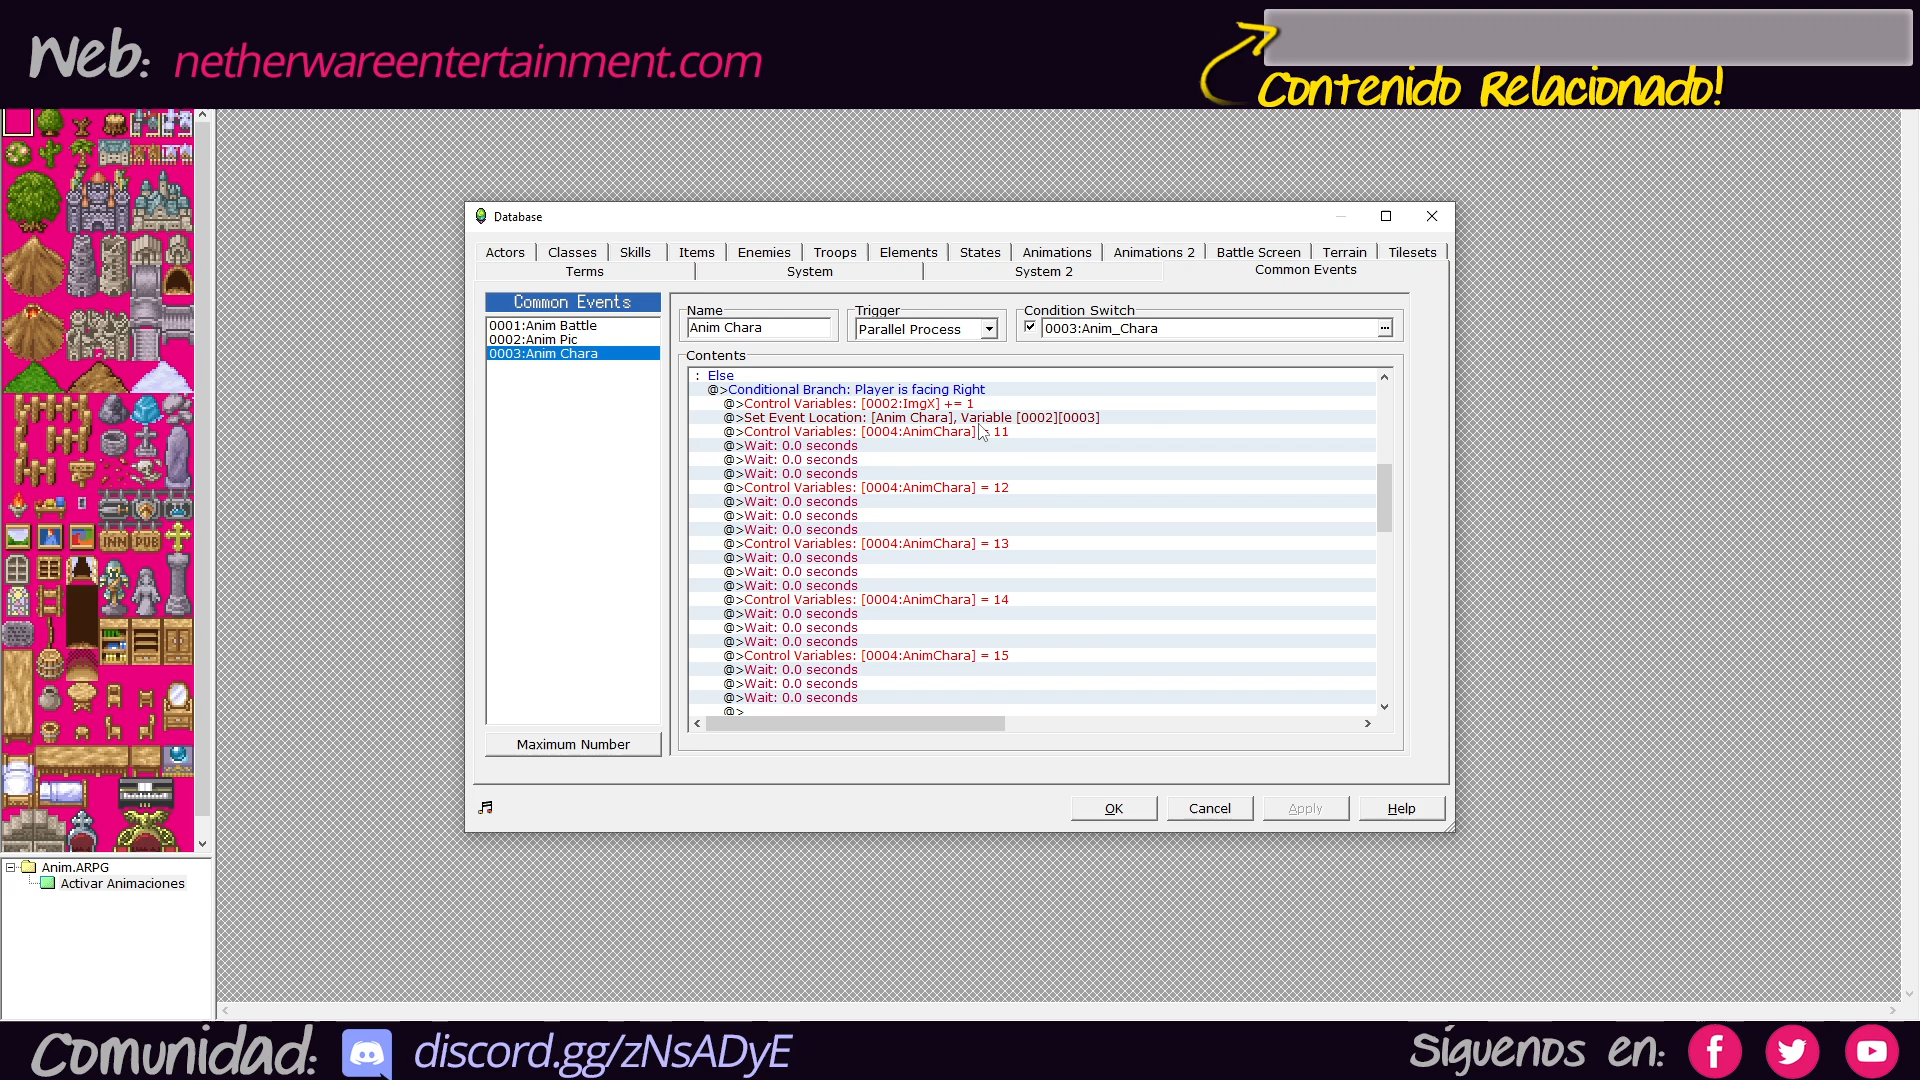 Web: netherwareentertainment.com
Contenido Relacionado!
Database
Actors Classes Skills Items Enemies Troops Elements States Animations Animations 2 Battle Screen Terrain Tilesets
Terms System System 2 Common Events
Common Events
0001:Anim Battle
0002:Anim Pic
0003:Anim Chara
Maximum Number
Name
Anim Chara
Trigger
Parallel Process
Condition Switch
0003:Anim_Chara
...
Contents
: Else
@>Conditional Branch: Player is facing Right
@>Control Variables: [0002:ImgX] += 1
@>Set Event Location: [Anim Chara], Variable [0002][0003]
@>Control Variables: [0004:AnimChara] = 11
@>Wait: 0.0 seconds
@>Wait: 0.0 seconds
@>Wait: 0.0 seconds
@>Control Variables: [0004:AnimChara] = 12
@>Wait: 0.0 seconds
@>Wait: 0.0 seconds
@>Wait: 0.0 seconds
@>Control Variables: [0004:AnimChara] = 13
@>Wait: 0.0 seconds
@>Wait: 0.0 seconds
@>Wait: 0.0 seconds
@>Control Variables: [0004:AnimChara] = 14
@>Wait: 0.0 seconds
@>Wait: 0.0 seconds
@>Wait: 0.0 seconds
@>Control Variables: [0004:AnimChara] = 15
@>Wait: 0.0 seconds
@>Wait: 0.0 seconds
@>Wait: 0.0 seconds
@>
OK Cancel Apply Help
INN PUB
Anim.ARPG
Activar Animaciones
Comunidad: discord.gg/zNsADyE
Síguenos en: